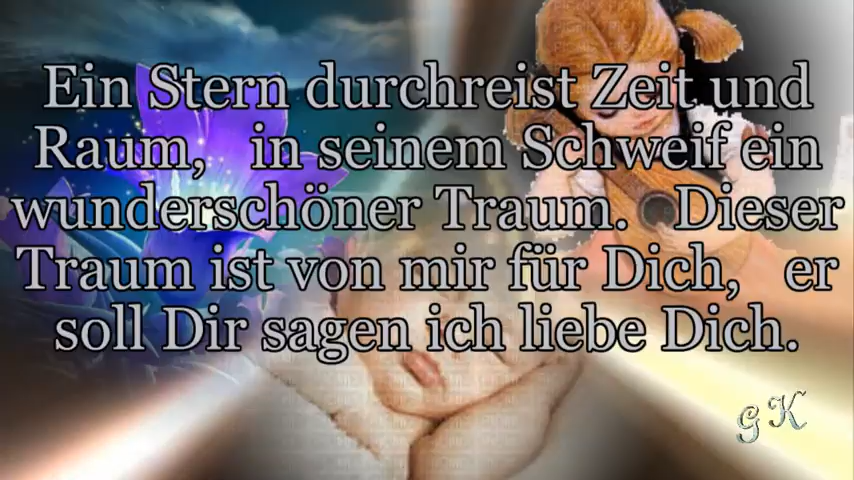 Ein Stern durchreist Zeit und
Raum, in seinem Schweif ein
wunderschöner Traum. Dieser
Traum ist von mir für Dich, er
soll Dir sagen ich liebe Dich.
GK